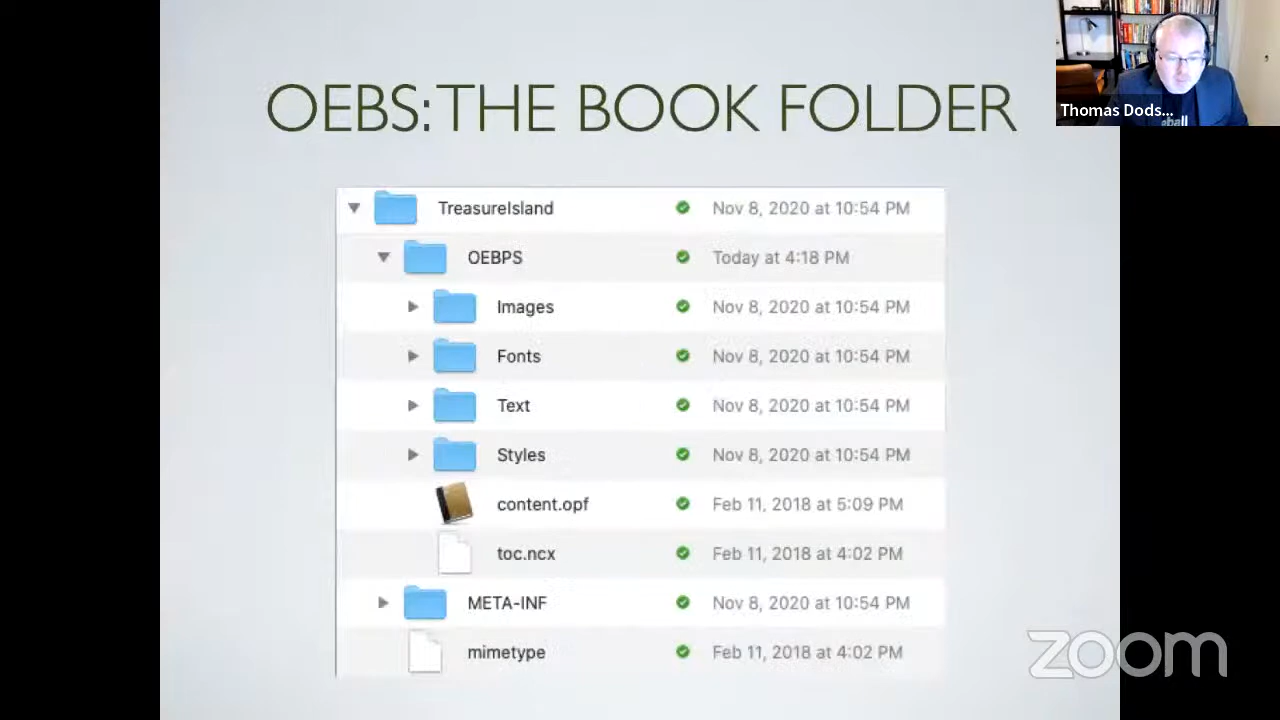 OEBS: THE BOOK FOLDER
Thomas Dods...
aball
TreasureIsland Nov 8, 2020 at 10:54 PM
OEBPS Today at 4:18 PM
Images Nov 8, 2020 at 10:54 PM
Fonts Nov 8, 2020 at 10:54 PM
Text Nov 8, 2020 at 10:54 PM
Styles Nov 8, 2020 at 10:54 PM
content.opf Feb 11, 2018 at 5:09 PM
toc.ncx Feb 11, 2018 at 4:02 PM
META-INF Nov 8, 2020 at 10:54 PM
mimetype Feb 11, 2018 at 4:02 PM
zoom